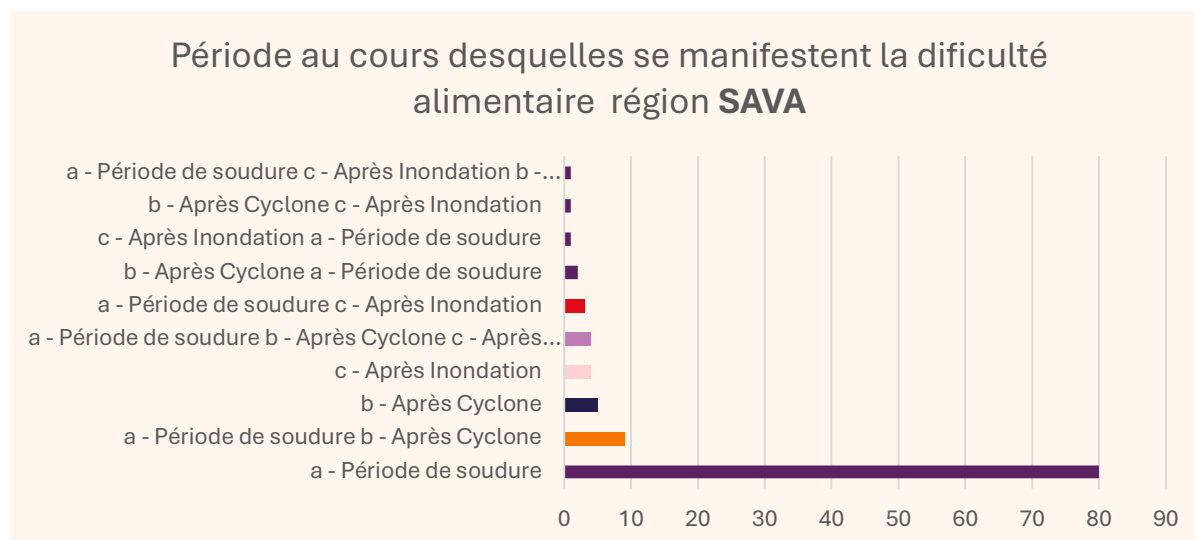 Période au cours desquelles se manifestent la dificulté
alimentaire région SAVA
a - Période de soudure c - Après Inondation b -...
b - Après Cyclone c - Après Inondation
c - Après Inondation a - Période de soudure
b - Après Cyclone a - Période de soudure
a - Période de soudure c - Après Inondation
a - Période de soudure b - Après Cyclone c - Après...
c - Après Inondation
b - Après Cyclone
a - Période de soudure b - Après Cyclone
a - Période de soudure
0 10 20 30 40 50 60 70 80 90